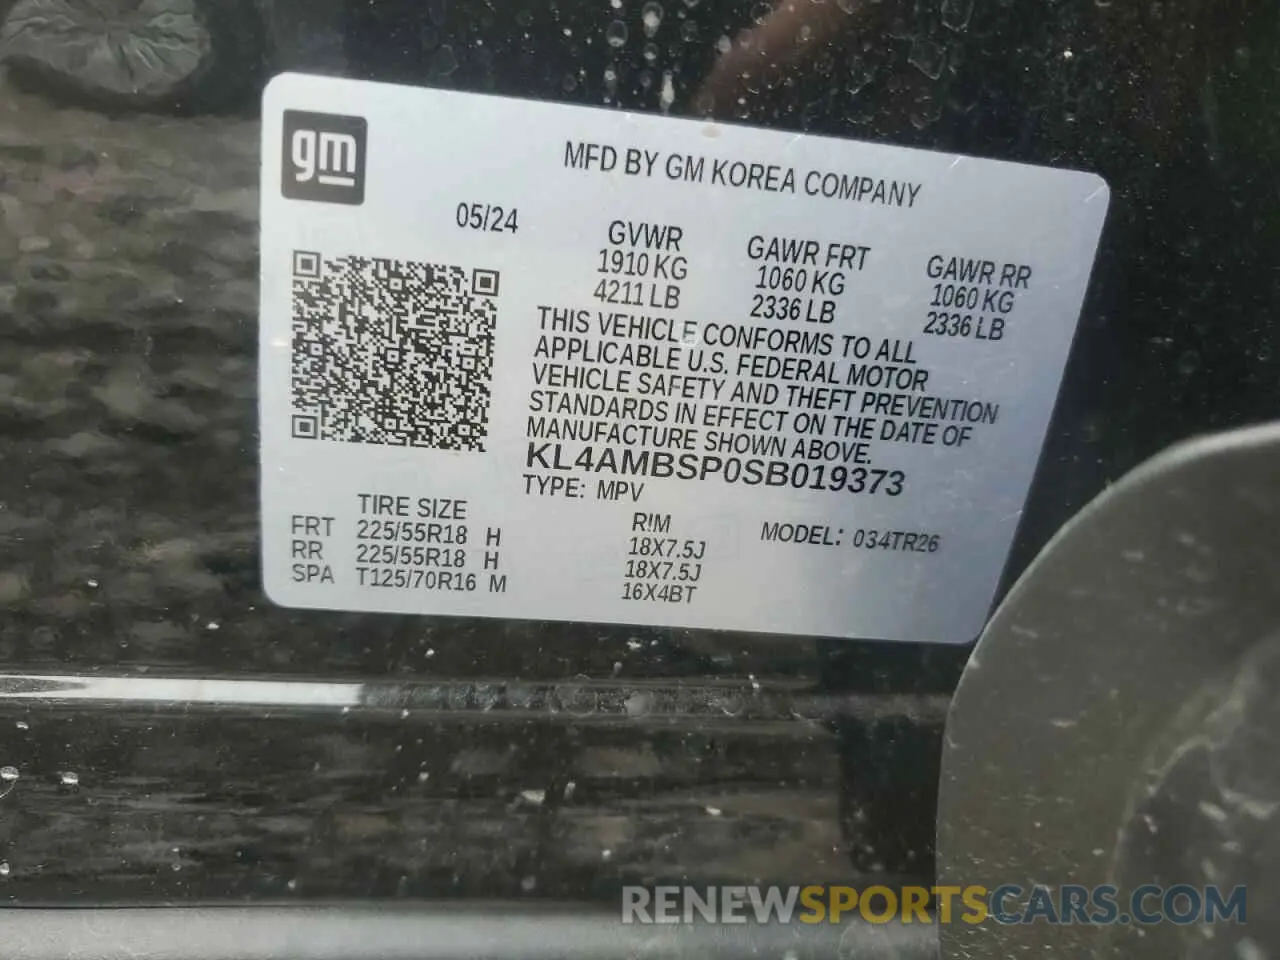 gm
MFD BY GM KOREA COMPANY
05/24
GVWR GAWR FRT GAWR RR
1910 KG 1060 KG 1060 KG
4211 LB 2336 LB 2336 LB
THIS VEHICLE CONFORMS TO ALL
APPLICABLE U.S. FEDERAL MOTOR
VEHICLE SAFETY AND THEFT PREVENTION
STANDARDS IN EFFECT ON THE DATE OF
MANUFACTURE SHOWN ABOVE.
KL4AMBSP0SB019373
TYPE: MPV
TIRE SIZE RIM MODEL: 034TR26
FRT 225/55R18 H 18X7.5J
RR 225/55R18 H 18X7.5J
SPA T125/70R16 M 16X4BT
RENEWSPORTSCARS.COM